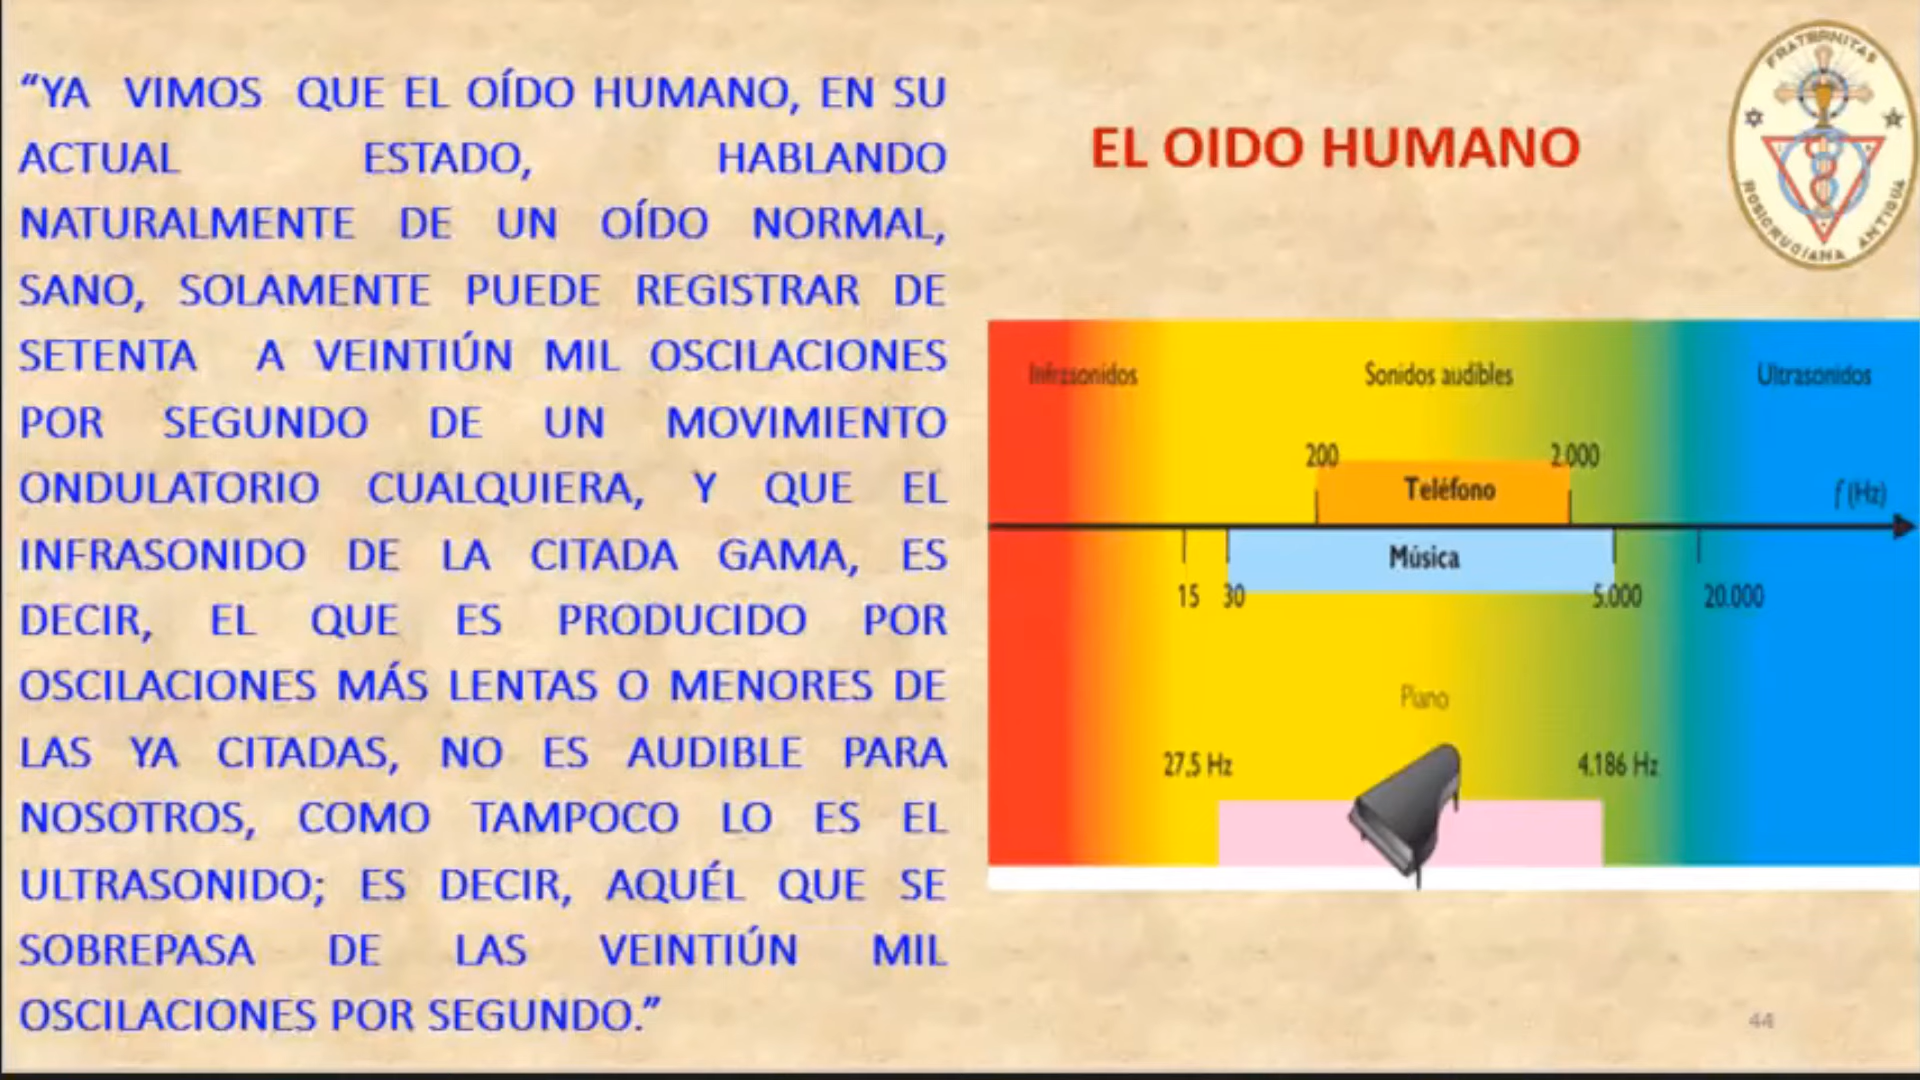 “YA VIMOS QUE EL OÍDO HUMANO, EN SU
ACTUAL ESTADO, HABLANDO
NATURALMENTE DE UN OÍDO NORMAL,
SANO, SOLAMENTE PUEDE REGISTRAR DE
SETENTA A VEINTIÚN MIL OSCILACIONES
POR SEGUNDO DE UN MOVIMIENTO
ONDULATORIO CUALQUIERA, Y QUE EL
INFRASONIDO DE LA CITADA GAMA, ES
DECIR, EL QUE ES PRODUCIDO POR
OSCILACIONES MÁS LENTAS O MENORES DE
LAS YA CITADAS, NO ES AUDIBLE PARA
NOSOTROS, COMO TAMPOCO LO ES EL
ULTRASONIDO; ES DECIR, AQUÉL QUE SE
SOBREPASA DE LAS VEINTIÚN MIL
OSCILACIONES POR SEGUNDO.”
EL OIDO HUMANO
FRATERNITAS
ROSICRUCIANA ANTIQUA
Infrasonidos Sonidos audibles Ultrasonidos
200 2.000
Teléfono
f (Hz)
Música
15 30 5.000 20.000
Piano
27,5 Hz 4.186 Hz
44